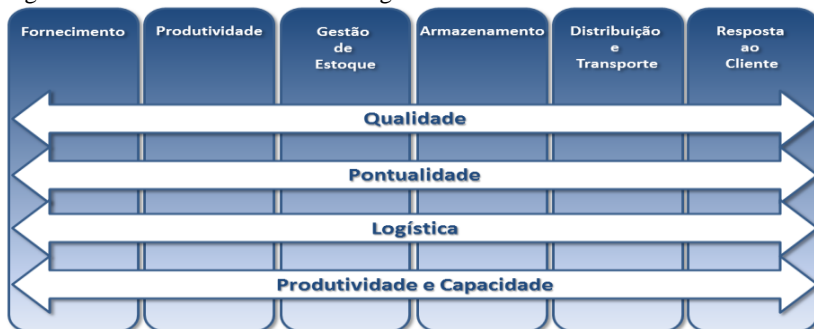 Fornecimento
Produtividade
Gestão
de
Estoque
Armazenamento
Distribuição
e
Transporte
Resposta
ao
Cliente
Qualidade
Pontualidade
Logística
Produtividade e Capacidade